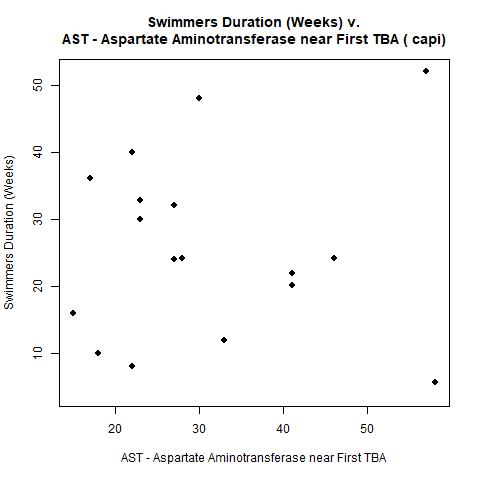 Swimmers Duration (Weeks) v.
AST - Aspartate Aminotransferase near First TBA ( capi)
Swimmers Duration (Weeks)
50
40
30
20
10
20 30 40 50
AST - Aspartate Aminotransferase near First TBA